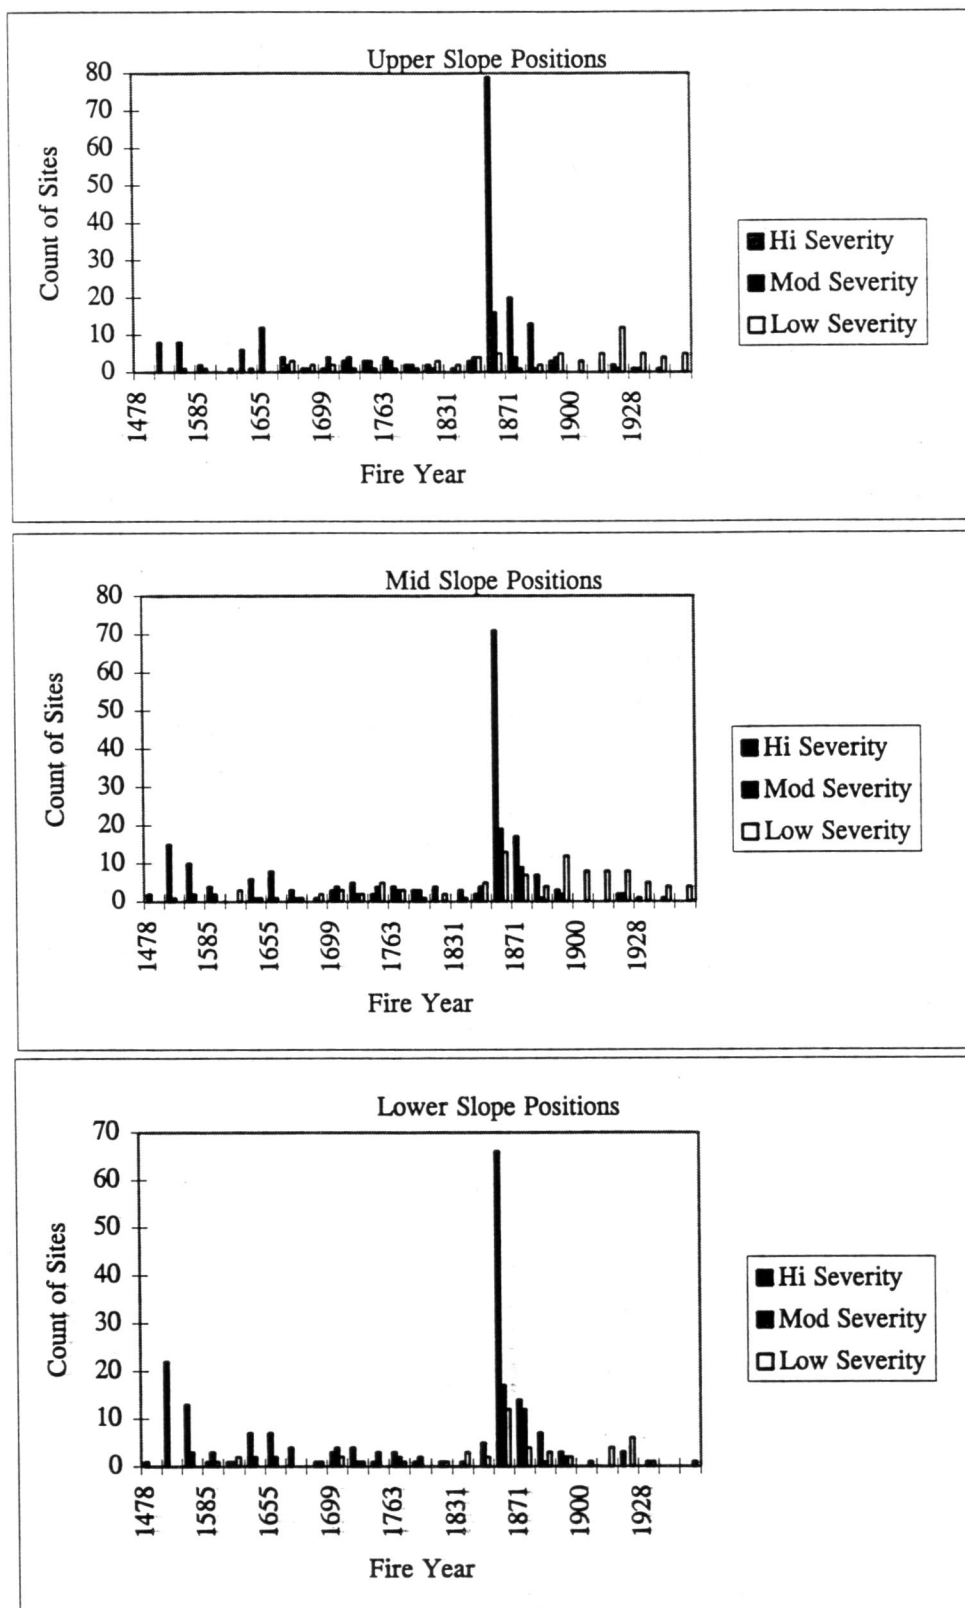 Upper Slope Positions
80
70
60
50
40
30
20
10
0
Count of Sites
1478
1585
1655
1699
1763
1831
1871
1900
1928
Fire Year
Hi Severity
Mod Severity
Low Severity
Mid Slope Positions
80
70
60
50
40
30
20
10
0
Count of Sites
1478
1585
1655
1699
1763
1831
1871
1900
1928
Fire Year
Hi Severity
Mod Severity
Low Severity
Lower Slope Positions
70
60
50
40
30
20
10
0
Count of Sites
1478
1585
1655
1699
1763
1831
1871
1900
1928
Fire Year
Hi Severity
Mod Severity
Low Severity